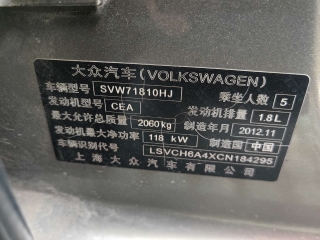 大众汽车(VOLKSWAGEN)
车辆型号 SVW71810HJ 乘坐人数 5
发动机型号 CEA 发动机排量 1.8L
最大允许总质量 2060kg 制造年月 2012.11
发动机最大净功率 118 kW 制造国 中国
车辆识别代号 LSVCH6A4XCN184295
上海大众汽车有限公司